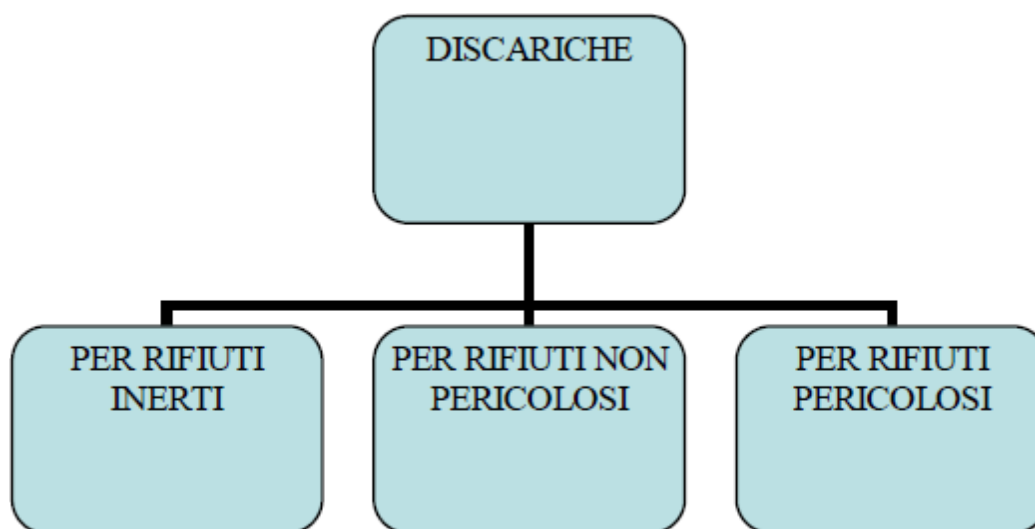 DISCARICHE
PER RIFIUTI
INERTI
PER RIFIUTI NON
PERICOLOSI
PER RIFIUTI
PERICOLOSI